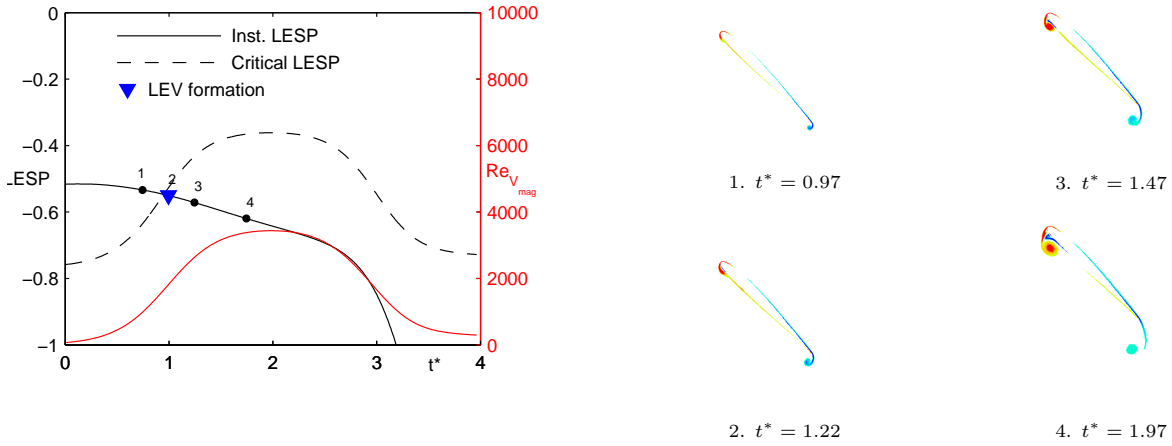 0
−0.2
−0.4
−0.6
−0.8
−1
LESP
Inst. LESP
Critical LESP
LEV formation
1
2
3
4
10000
8000
6000
4000
2000
0
Re_{V_{mag}}
0
1
2
3
t*
4
1. t* = 0.97
3. t* = 1.47
2. t* = 1.22
4. t* = 1.97